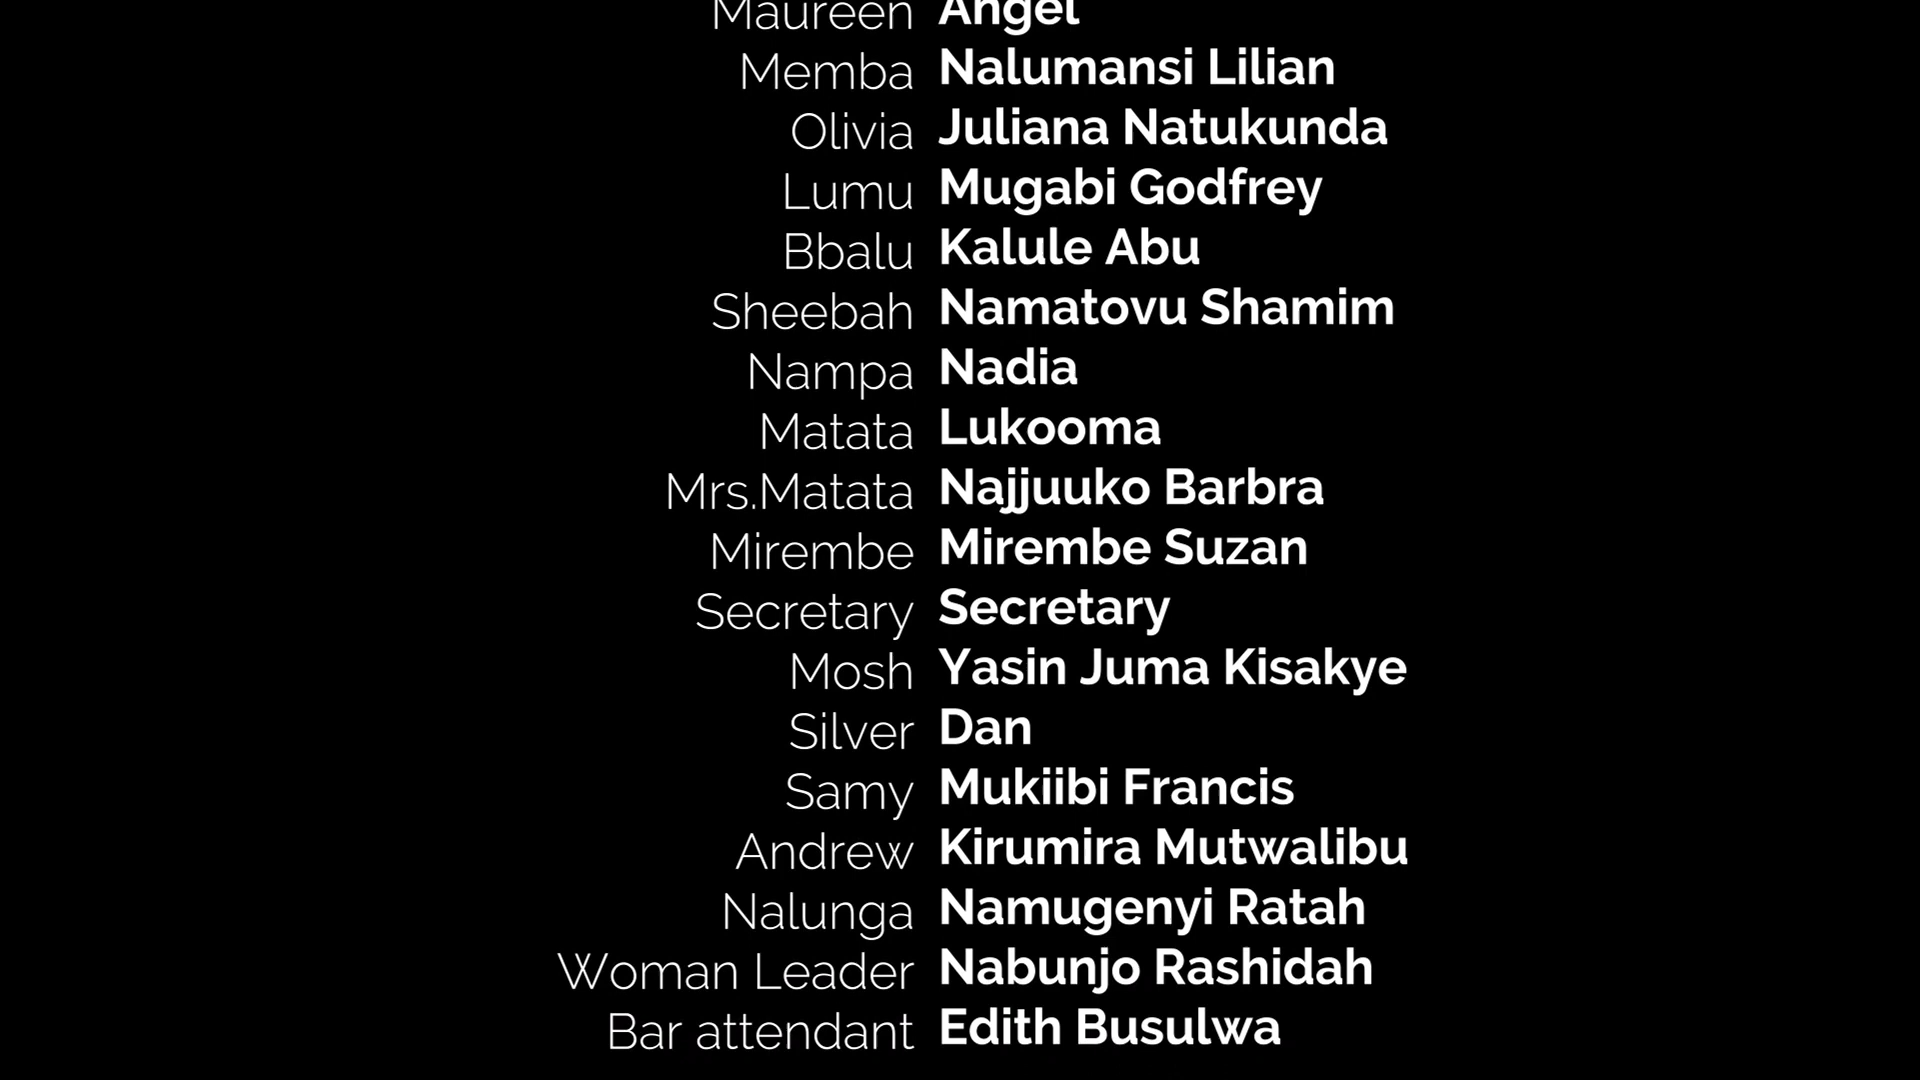 Maureen Angel
Memba Nalumansi Lilian
Olivia Juliana Natukunda
Lumu Mugabi Godfrey
Bbalu Kalule Abu
Sheebah Namatovu Shamim
Nampa Nadia
Matata Lukooma
Mrs.Matata Najjuuko Barbra
Mirembe Mirembe Suzan
Secretary Secretary
Mosh Yasin Juma Kisakye
Silver Dan
Samy Mukiibi Francis
Andrew Kirumira Mutwalibu
Nalunga Namugenyi Ratah
Woman Leader Nabunjo Rashidah
Bar attendant Edith Busulwa